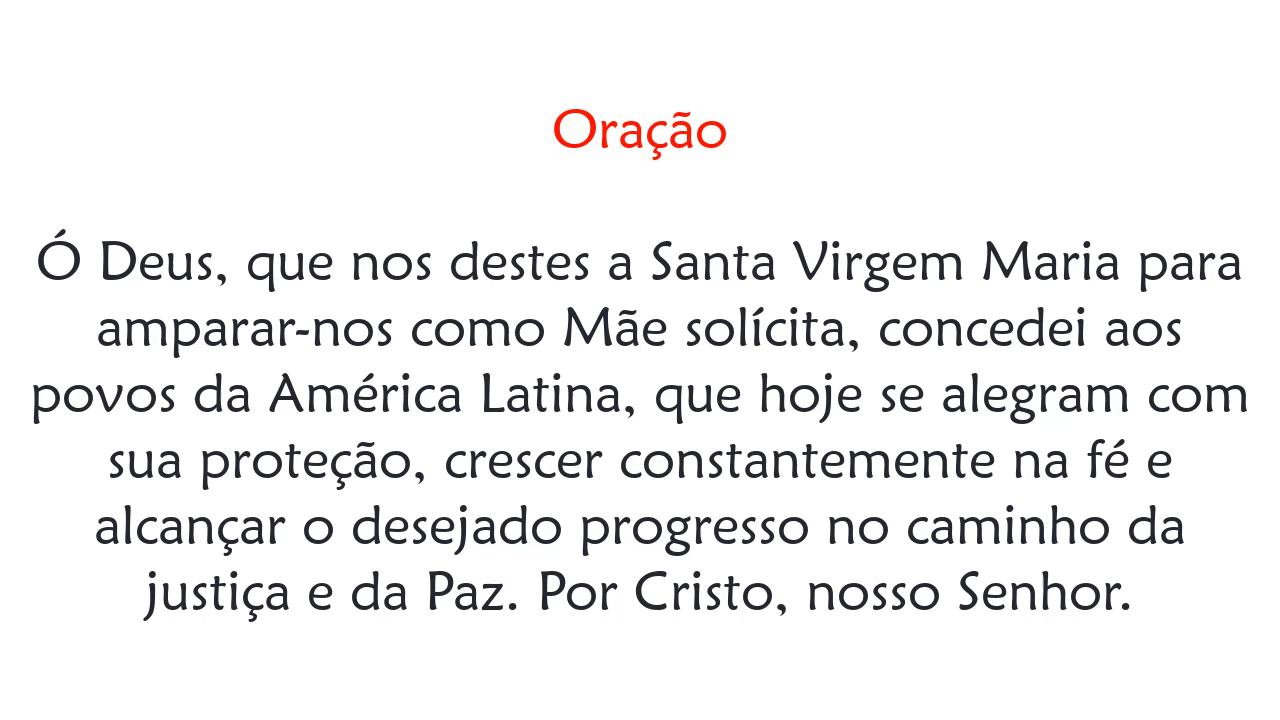 Oração
Ó Deus, que nos destes a Santa Virgem Maria para
amparar-nos como Mãe solícita, concedei aos
povos da América Latina, que hoje se alegram com
sua proteção, crescer constantemente na fé e
alcançar o desejado progresso no caminho da
justiça e da Paz. Por Cristo, nosso Senhor.